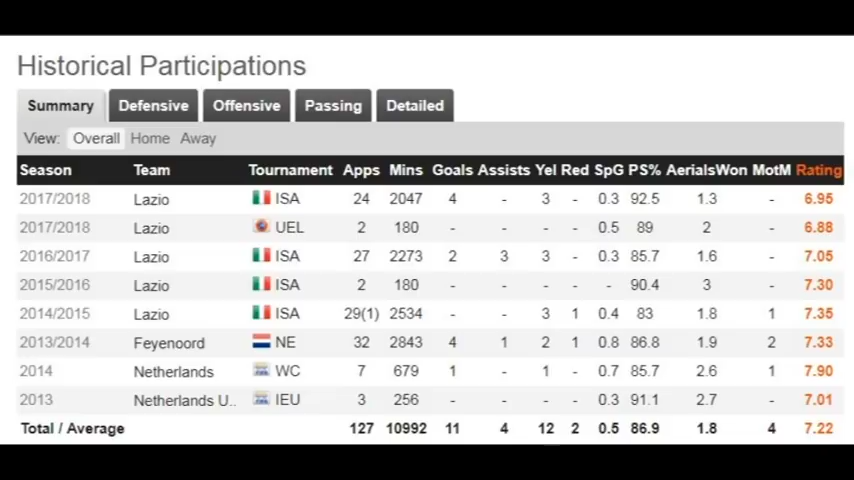 Historical Participations
Summary Defensive Offensive Passing Detailed
View: Overall Home Away
Season Team Tournament Apps Mins Goals Assists Yel Red SpG PS% AerialsWon MotM Rating
2017/2018 Lazio ISA 24 2047 4 - 3 - 0.3 92.5 1.3 - 6.95
2017/2018 Lazio UEL 2 180 - - - - 0.5 89 2 - 6.88
2016/2017 Lazio ISA 27 2273 2 3 3 - 0.3 85.7 1.6 - 7.05
2015/2016 Lazio ISA 2 180 - - - - - 90.4 3 - 7.30
2014/2015 Lazio ISA 29(1) 2534 - - 3 1 0.4 83 1.8 1 7.35
2013/2014 Feyenoord NE 32 2843 4 1 2 1 0.8 86.8 1.9 2 7.33
2014 Netherlands WC 7 679 1 - 1 - 0.7 85.7 2.6 1 7.90
2013 Netherlands U.. IEU 3 256 - - - - 0.3 91.1 2.7 - 7.01
Total / Average 127 10992 11 4 12 2 0.5 86.9 1.8 4 7.22